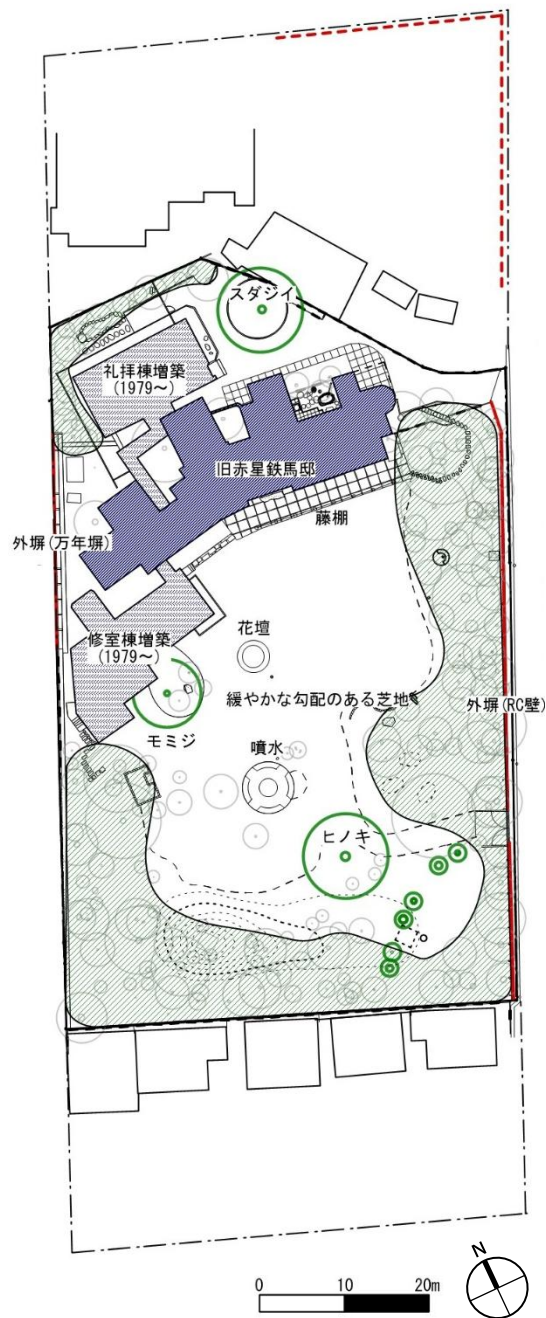 スダジイ
礼拝棟増築
(1979～)
旧赤星鉄馬邸
藤棚
外塀(万年塀)
修室棟増築
(1979～)
花壇
緩やかな勾配のある芝地
外塀(RC壁)
モミジ
噴水
ヒノキ
N
0 10 20m